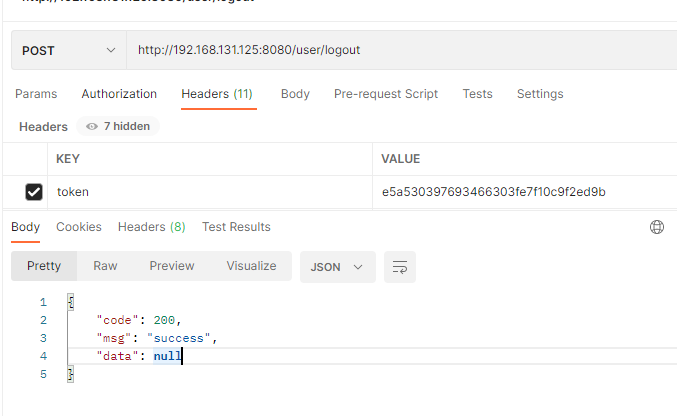 POST http://192.168.131.125:8080/user/logout
Params Authorization Headers (11) Body Pre-request Script Tests Settings
Headers 7 hidden
KEY VALUE
token e5a530397693466303fe7f10c9f2ed9b
Body Cookies Headers (8) Test Results
Pretty Raw Preview Visualize JSON
1 {
2 "code": 200,
3 "msg": "success",
4 "data": null
5 }